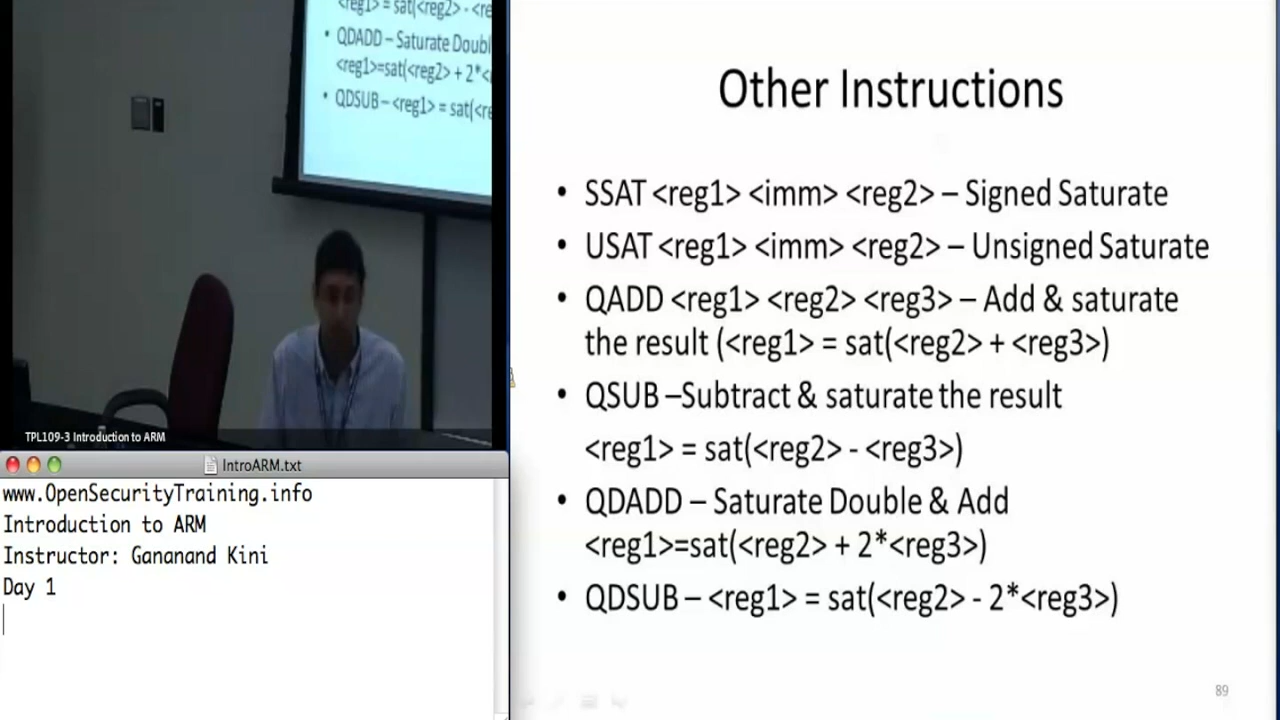 <reg1> = sat(<reg2> - <re
• QDADD – Saturate Doubl
<reg1>=sat(<reg2> + 2*<
• QDSUB – <reg1> = sat(<re
TPL109-3 Introduction to ARM
IntroARM.txt
www.OpenSecurityTraining.info
Introduction to ARM
Instructor: Gananand Kini
Day 1
Other Instructions
• SSAT <reg1> <imm> <reg2> – Signed Saturate
• USAT <reg1> <imm> <reg2> – Unsigned Saturate
• QADD <reg1> <reg2> <reg3> – Add & saturate
the result (<reg1> = sat(<reg2> + <reg3>)
• QSUB –Subtract & saturate the result
<reg1> = sat(<reg2> - <reg3>)
• QDADD – Saturate Double & Add
<reg1>=sat(<reg2> + 2*<reg3>)
• QDSUB – <reg1> = sat(<reg2> - 2*<reg3>)
89